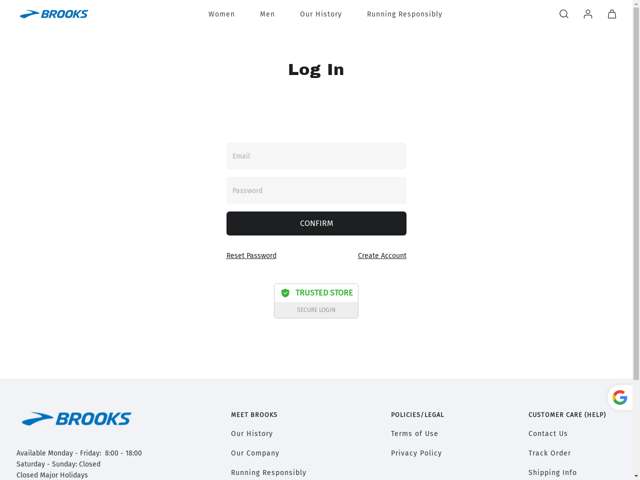 BROOKS
Women
Men
Our History
Running Responsibly
Log In
Email
Password
CONFIRM
Reset Password
Create Account
TRUSTED STORE
SECURE LOGIN
BROOKS
Available Monday - Friday: 8:00 - 18:00
Saturday - Sunday: Closed
Closed Major Holidays
MEET BROOKS
Our History
Our Company
Running Responsibly
POLICIES/LEGAL
Terms of Use
Privacy Policy
CUSTOMER CARE (HELP)
Contact Us
Track Order
Shipping Info